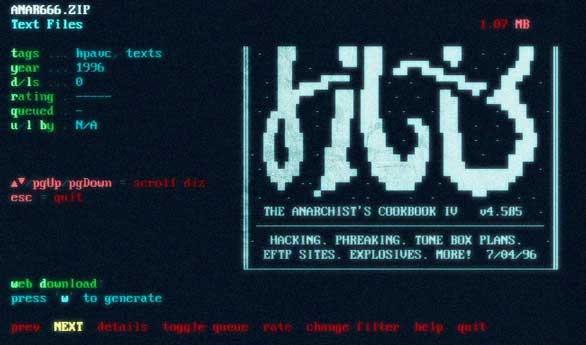 ANAR666.ZIP
Text Files
1.07 MB
tags ... hpavc, texts
year ... 1996
d/ls ... 0
rating . -----
queued . -
u/l by . N/A
▲▼/pgUp/pgDown = scroll diz
esc = quit
THE ANARCHIST'S COOKBOOK IV v4.505
HACKING. PHREAKING. TONE BOX PLANS.
EFTP SITES. EXPLOSIVES. MORE! 7/04/96
web download:
press 'w' to generate
prev NEXT details toggle queue rate change filter help quit